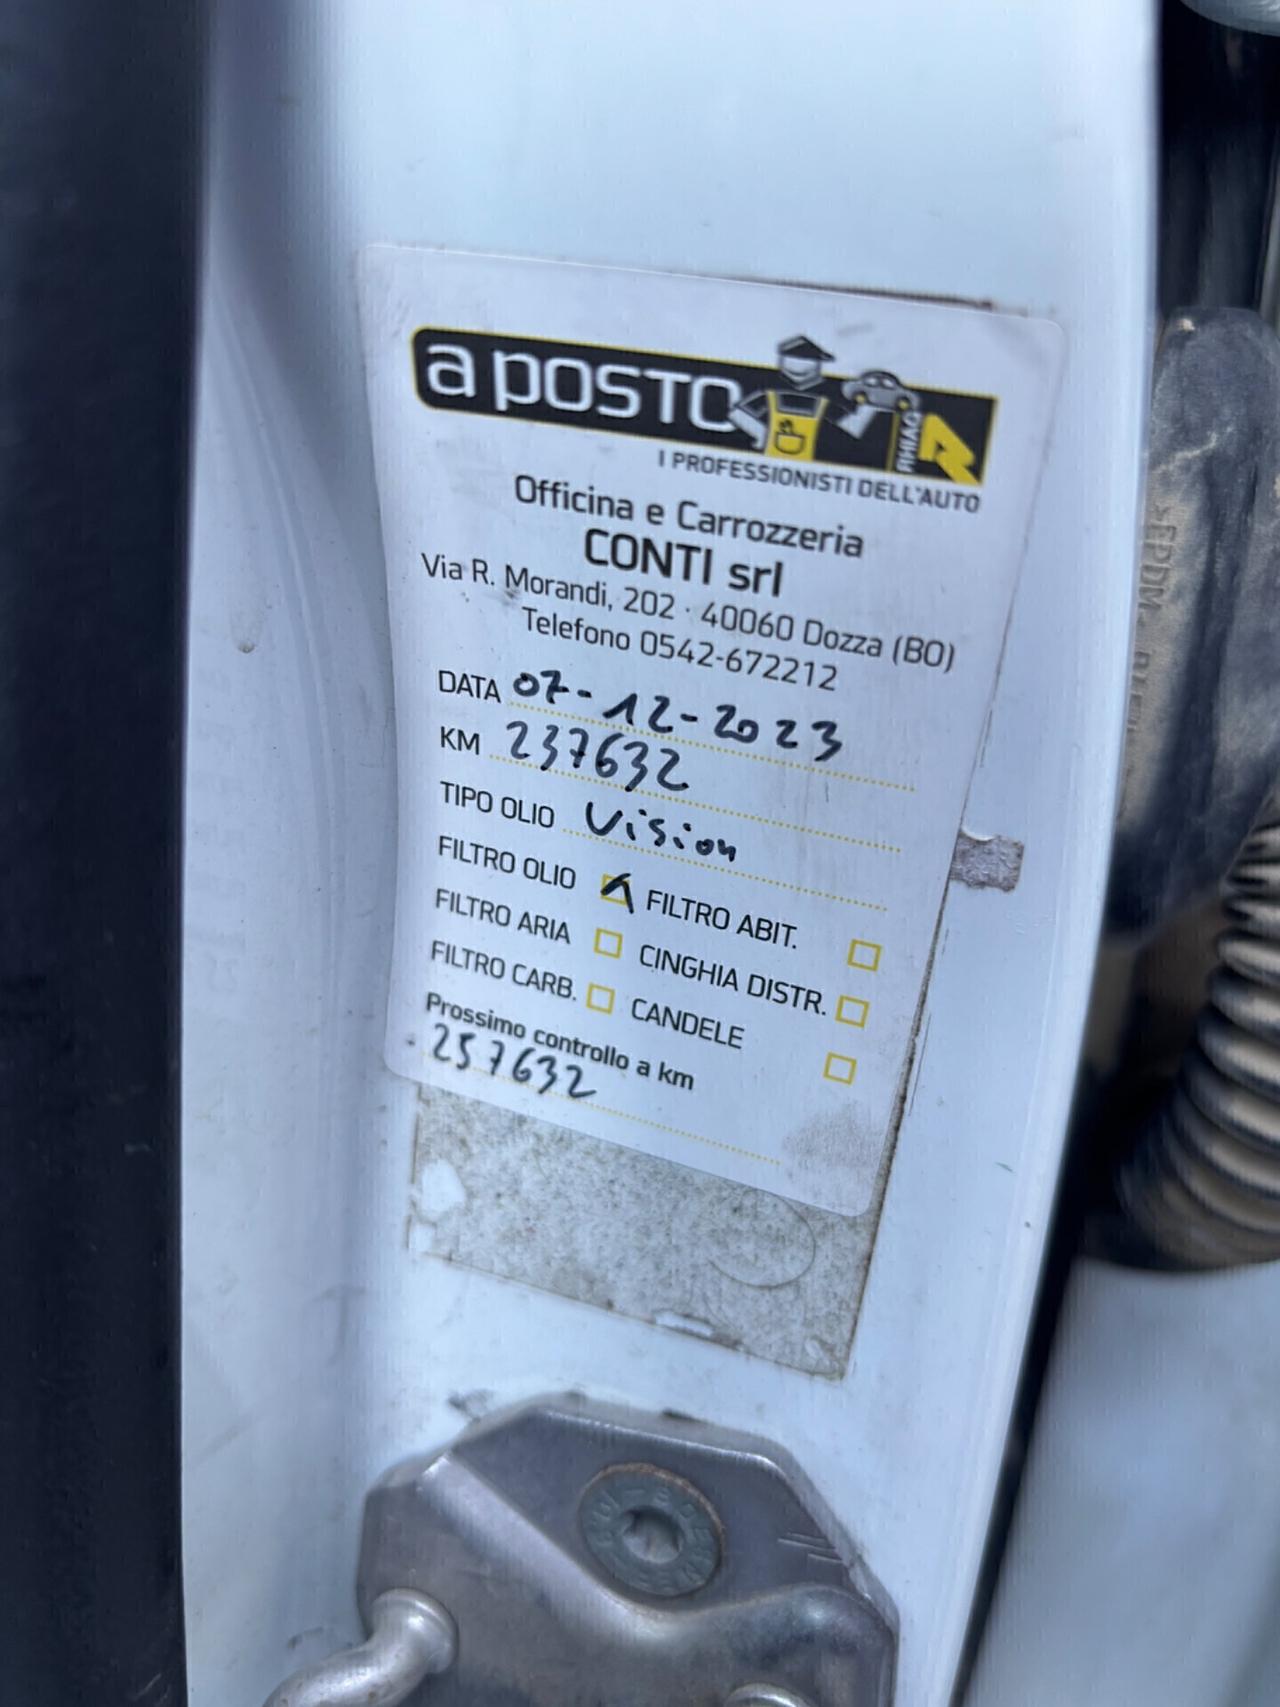 a POSTO
RHIAG
I PROFESSIONISTI DELL'AUTO
Officina e Carrozzeria
CONTI srl
Via R. Morandi, 202 · 40060 Dozza (BO)
Telefono 0542-672212
DATA 07-12-2023
KM 237632
TIPO OLIO Vision
FILTRO OLIO FILTRO ABIT.
FILTRO ARIA CINGHIA DISTR.
FILTRO CARB. CANDELE
Prossimo controllo a km
257632
>EPDM<